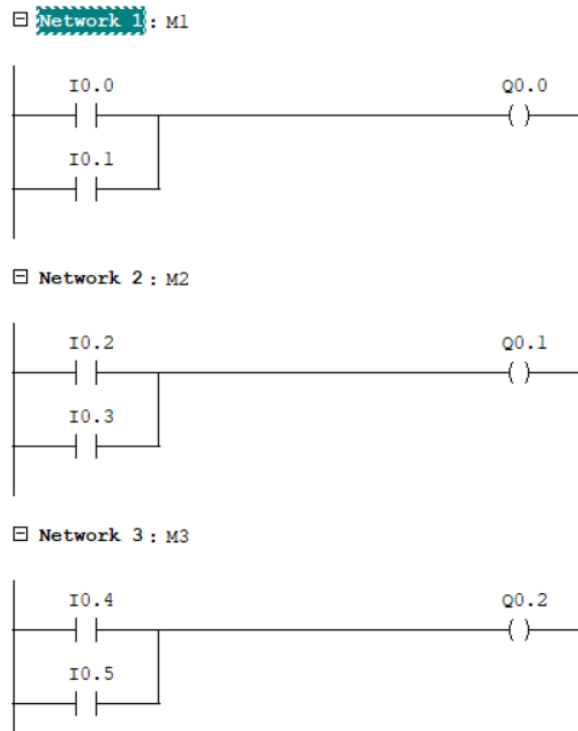 Network 1: M1
I0.0 Q0.0
I0.1
Network 2: M2
I0.2 Q0.1
I0.3
Network 3: M3
I0.4 Q0.2
I0.5